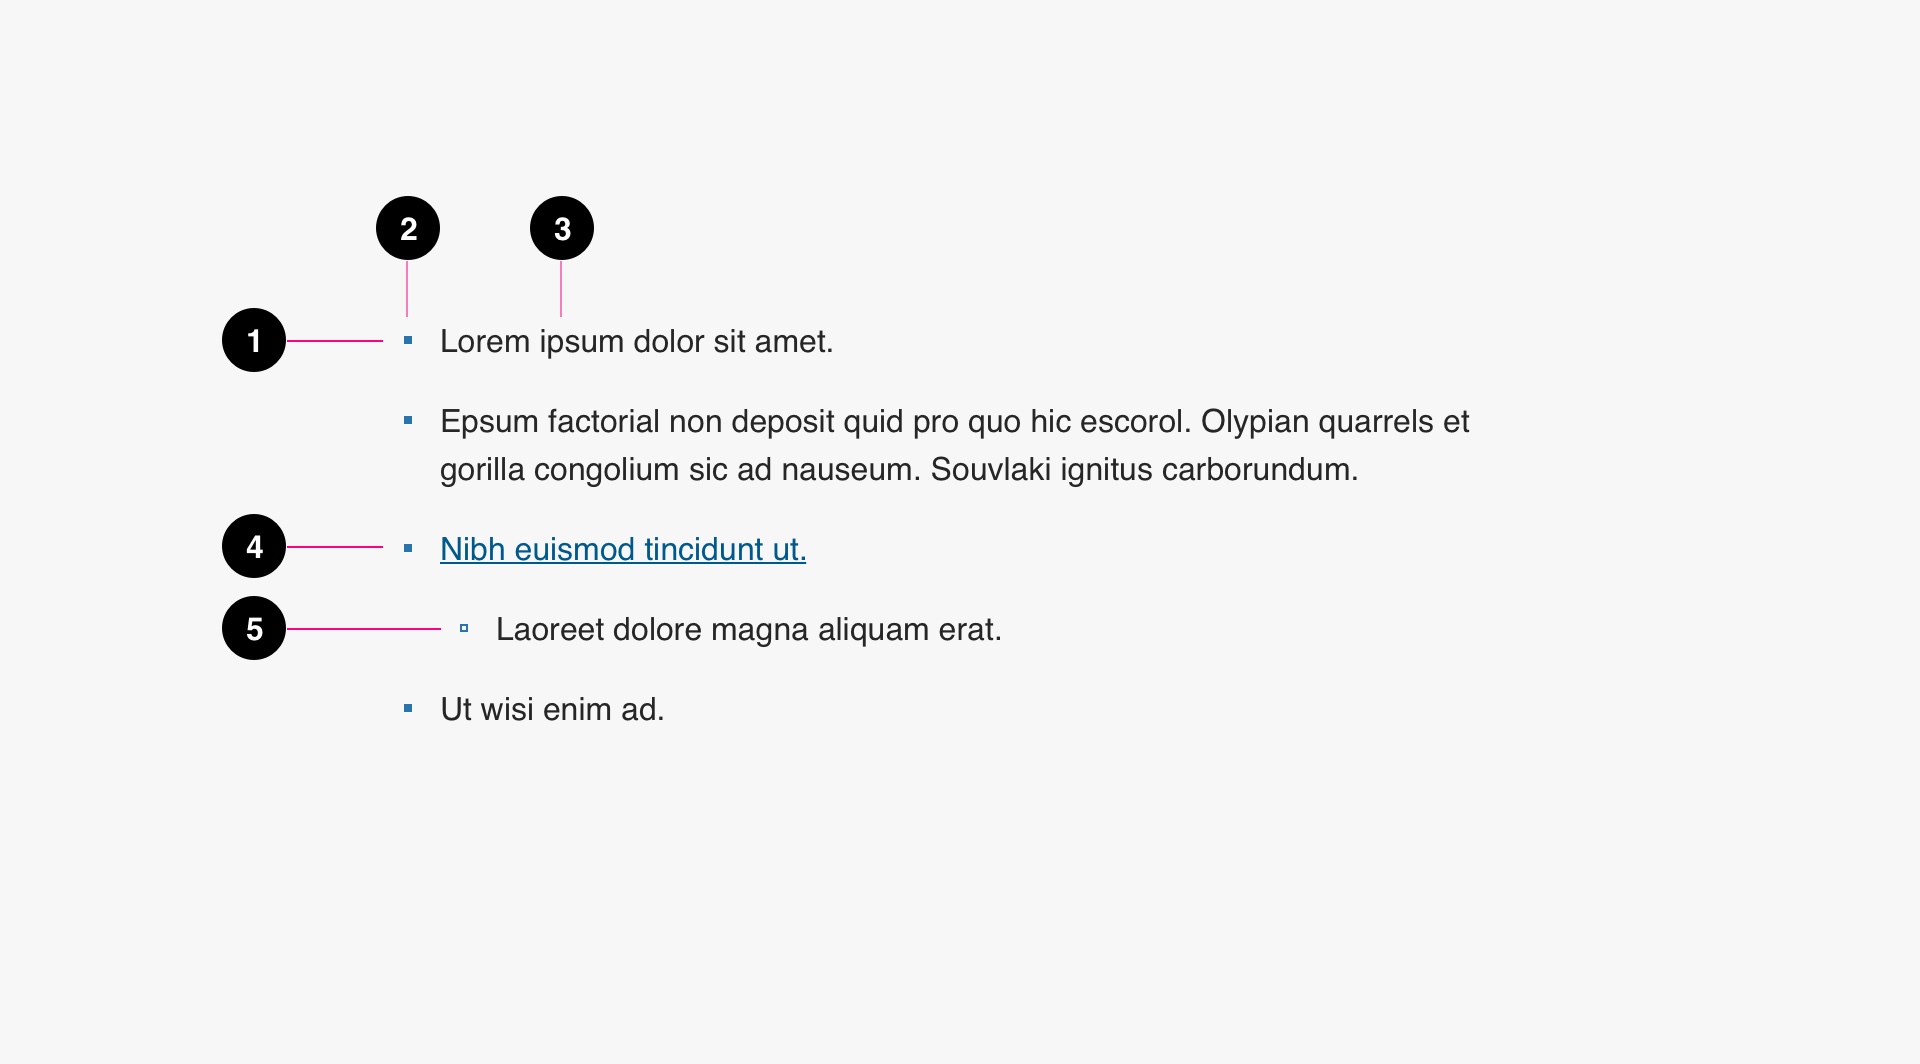 2 3
1 Lorem ipsum dolor sit amet.
Epsum factorial non deposit quid pro quo hic escorol. Olypian quarrels et
gorilla congolium sic ad nauseum. Souvlaki ignitus carborundum.
4 Nibh euismod tincidunt ut.
5 Laoreet dolore magna aliquam erat.
Ut wisi enim ad.